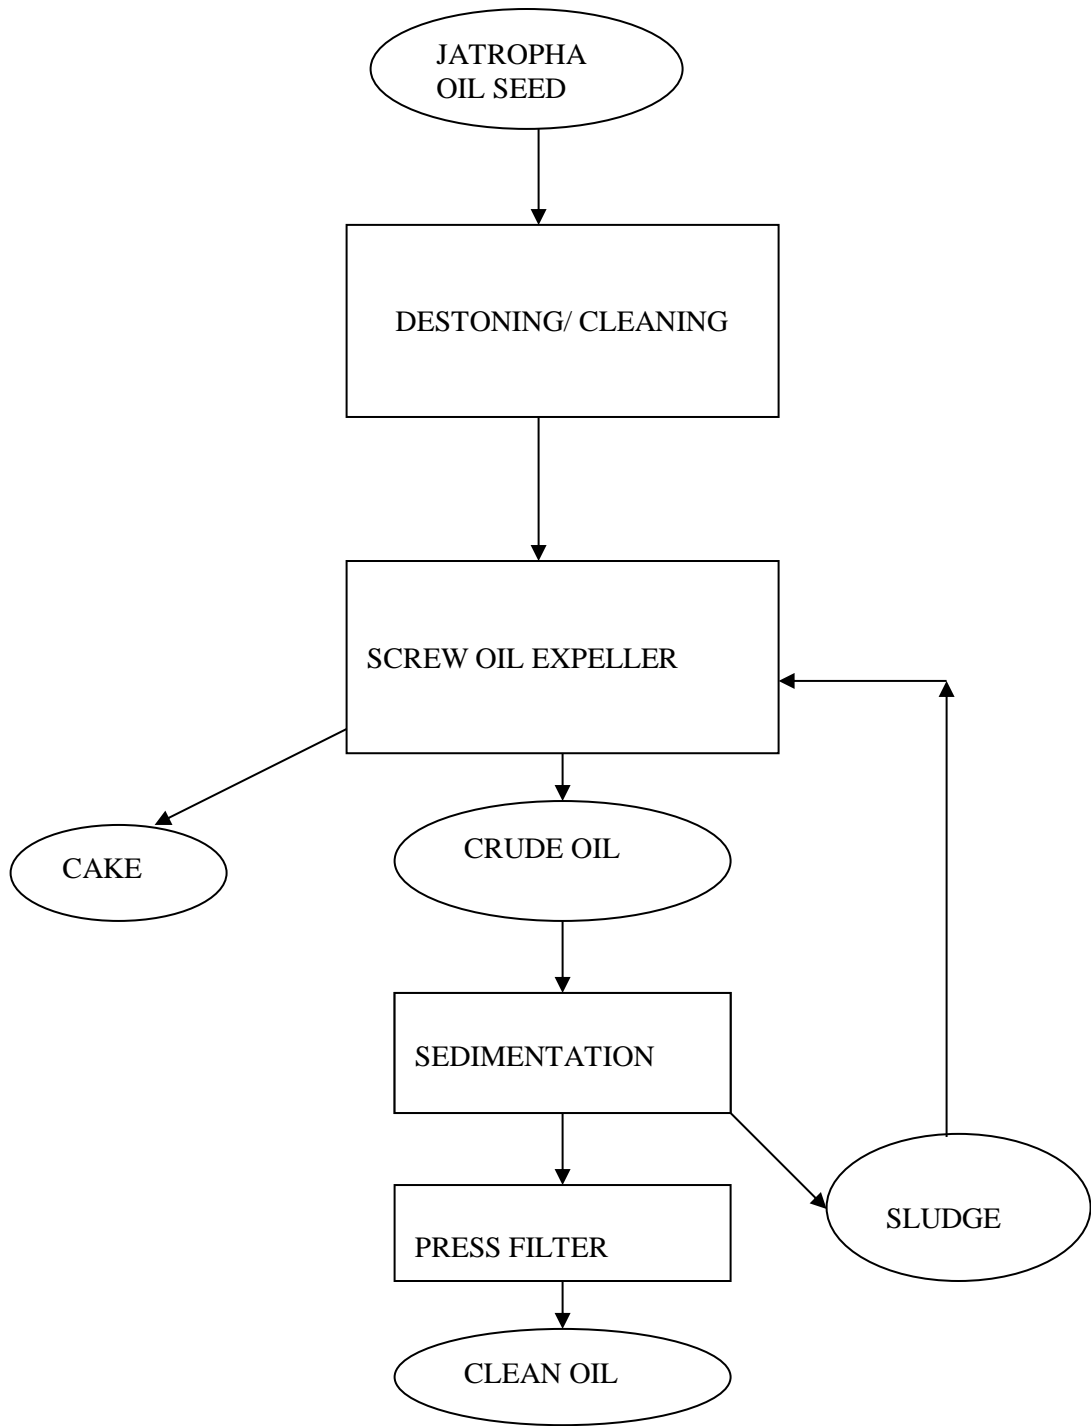 JATROPHA
OIL SEED
DESTONING/ CLEANING
SCREW OIL EXPELLER
CAKE
CRUDE OIL
SEDIMENTATION
SLUDGE
PRESS FILTER
CLEAN OIL